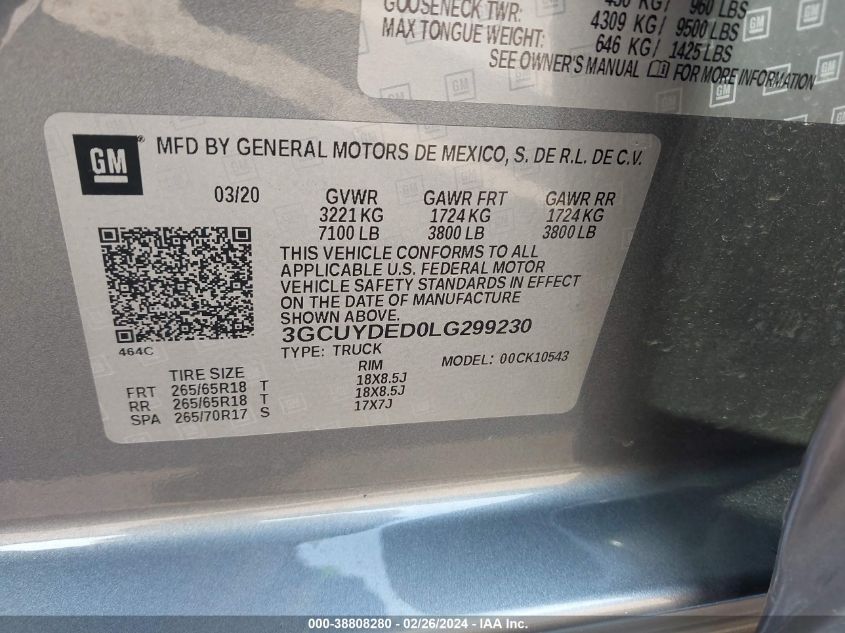 430 KG/ 960 LBS
GOOSENECK TWR: 4309 KG/ 9500 LBS
MAX TONGUE WEIGHT: 646 KG/ 1425 LBS
SEE OWNER'S MANUAL FOR MORE INFORMATION
GM
MFD BY GENERAL MOTORS DE MEXICO, S. DE R.L. DE C.V.
03/20 GVWR GAWR FRT GAWR RR
3221 KG 1724 KG 1724 KG
7100 LB 3800 LB 3800 LB
THIS VEHICLE CONFORMS TO ALL
APPLICABLE U.S. FEDERAL MOTOR
VEHICLE SAFETY STANDARDS IN EFFECT
ON THE DATE OF MANUFACTURE
SHOWN ABOVE.
3GCUYDED0LG299230
464C
TYPE: TRUCK MODEL: 00CK10543
TIRE SIZE RIM
FRT 265/65R18 T 18X8.5J
RR 265/65R18 T 18X8.5J
SPA 265/70R17 S 17X7J
000-38808280 - 02/26/2024 - IAA Inc.